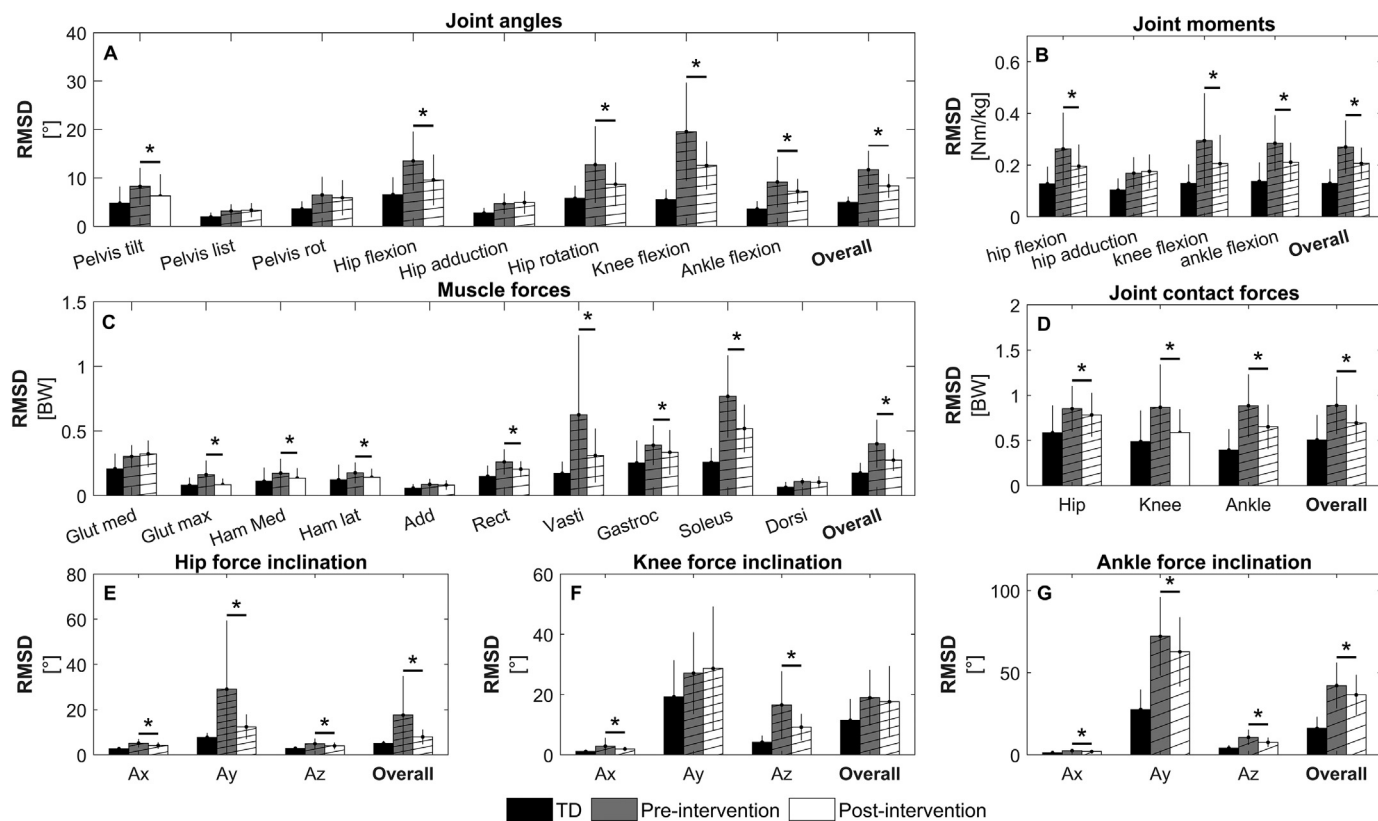 Joint angles
A
RMSD
[°]
40
30
20
10
0
* * * * * *
Pelvis tilt Pelvis list Pelvis rot Hip flexion Hip adduction Hip rotation Knee flexion Ankle flexion Overall
Joint moments
B
RMSD
[Nm/kg]
0.6
0.4
0.2
0
* * * *
hip flexion hip adduction knee flexion ankle flexion Overall
Muscle forces
C
RMSD
[BW]
1.5
1
0.5
0
* * * * * * * *
Glut med Glut max Ham Med Ham lat Add Rect Vasti Gastroc Soleus Dorsi Overall
Joint contact forces
D
RMSD
[BW]
2
1.5
1
0.5
0
* * * *
Hip Knee Ankle Overall
Hip force inclination
E
RMSD
[°]
80
60
40
20
0
* * * *
Ax Ay Az Overall
Knee force inclination
F
RMSD
[°]
60
40
20
0
* *
Ax Ay Az Overall
Ankle force inclination
G
RMSD
[°]
100
50
0
* * * *
Ax Ay Az Overall
TD Pre-intervention Post-intervention